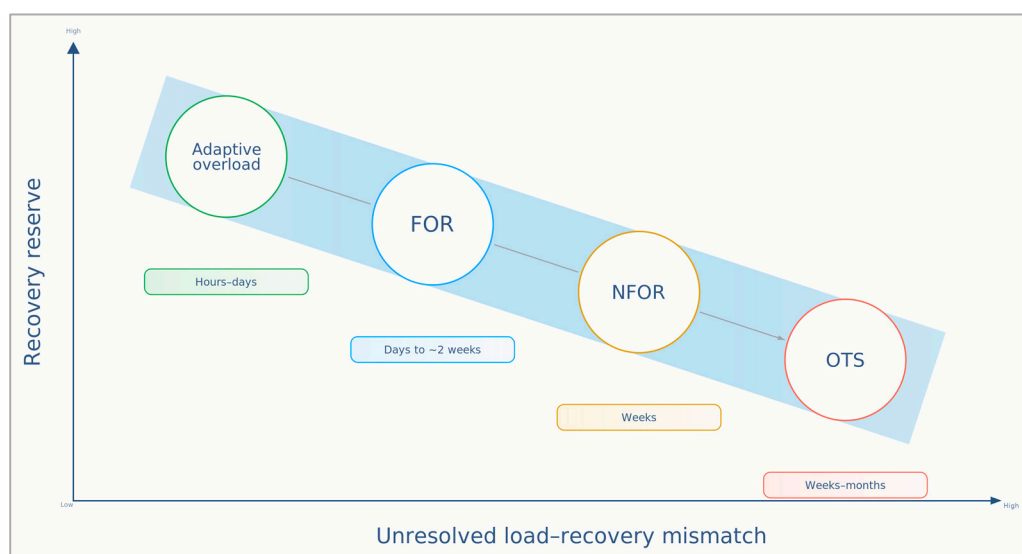 High
Recovery reserve
Adaptive
overload
FOR
NFOR
OTS
Hours–days
Days to ~2 weeks
Weeks
Weeks–months
Low
High
Unresolved load–recovery mismatch